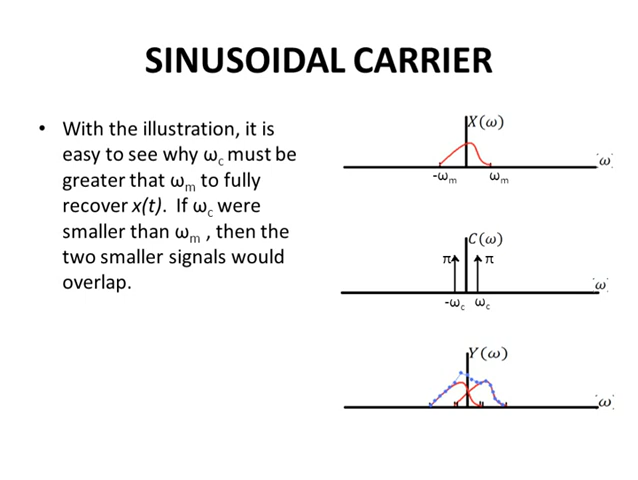 SINUSOIDAL CARRIER
• With the illustration, it is
easy to see why ωc must be
greater that ωm to fully
recover x(t). If ωc were
smaller than ωm , then the
two smaller signals would
overlap.
X(ω)
ω
-ωm ωm
C(ω)
π π
ω
-ωc ωc
Y(ω)
ω